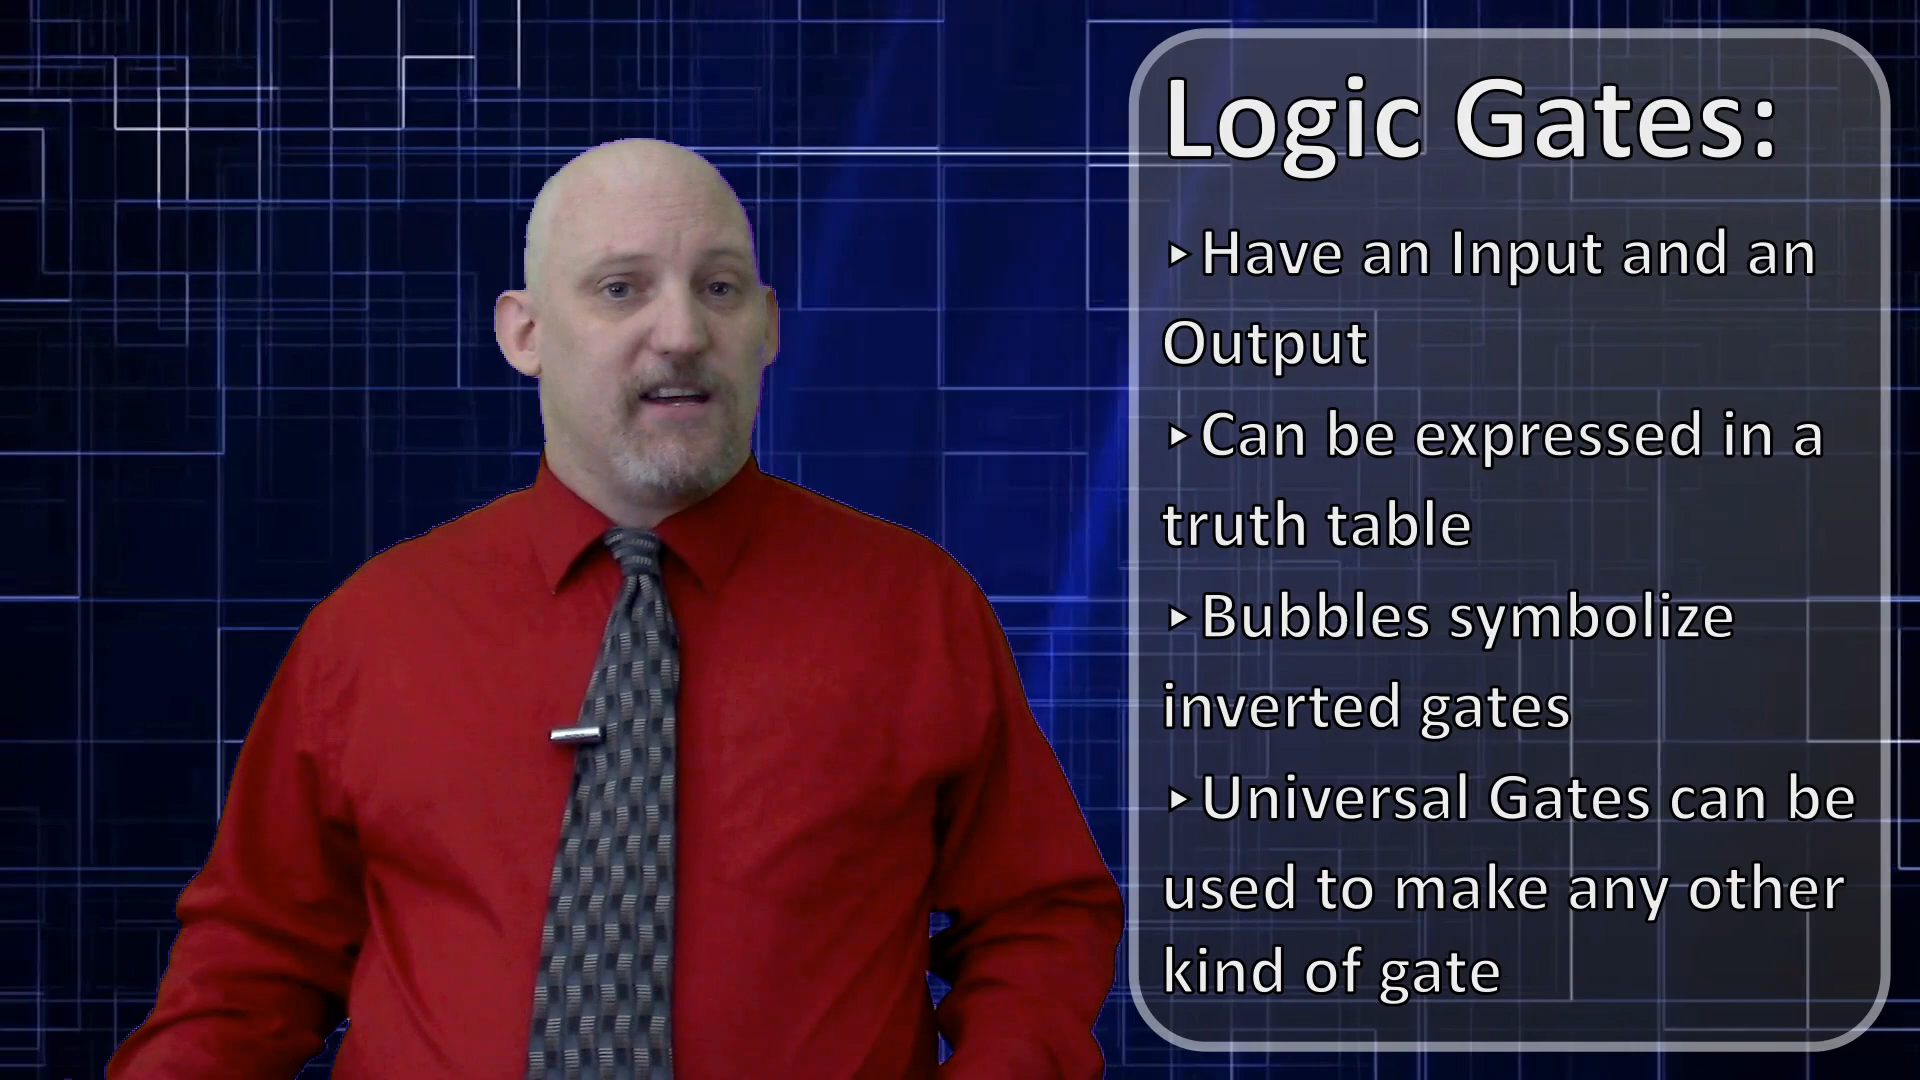 Logic Gates:
‣Have an Input and an
Output
‣Can be expressed in a
truth table
‣Bubbles symbolize
inverted gates
‣Universal Gates can be
used to make any other
kind of gate